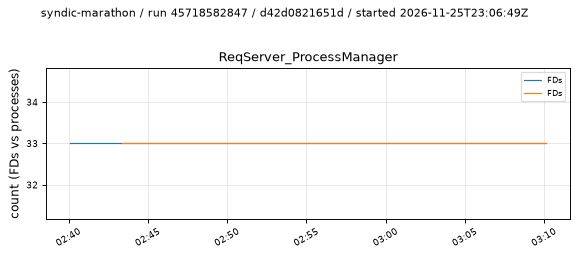 syndic-marathon / run 45718582847 / d42d0821651d / started 2026-11-25T23:06:49Z
ReqServer_ProcessManager
count (FDs vs processes)
34
33
32
FDs
FDs
02:40
02:45
02:50
02:55
03:00
03:05
03:10